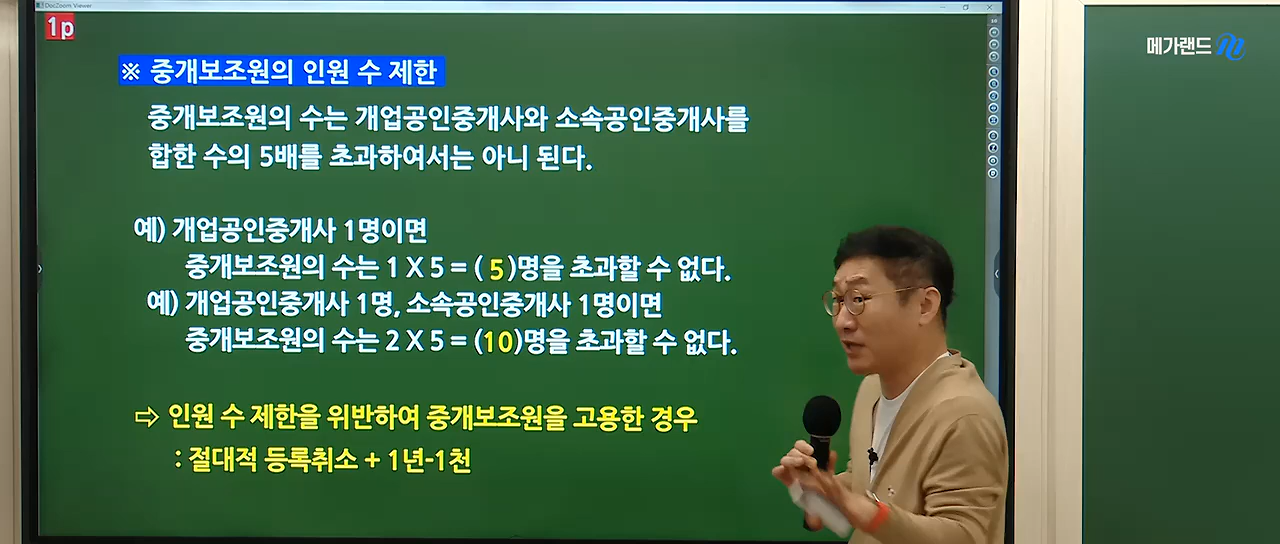 DocZoom Viewer
1p
메가랜드
※ 중개보조원의 인원 수 제한
중개보조원의 수는 개업공인중개사와 소속공인중개사를
합한 수의 5배를 초과하여서는 아니 된다.
예) 개업공인중개사 1명이면
중개보조원의 수는 1 X 5 = ( 5 )명을 초과할 수 없다.
예) 개업공인중개사 1명, 소속공인중개사 1명이면
중개보조원의 수는 2 X 5 = (10)명을 초과할 수 없다.
⇨ 인원 수 제한을 위반하여 중개보조원을 고용한 경우
: 절대적 등록취소 + 1년-1천